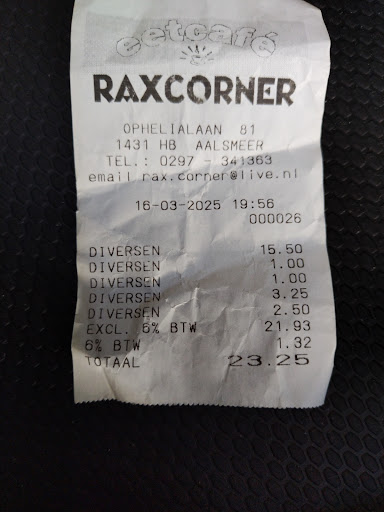 eetcafé
RAXCORNER
OPHELIALAAN 81
1431 HB AALSMEER
TEL.: 0297 - 341363
email rax.corner@live.nl
16-03-2025 19:56
000026
DIVERSEN 15.50
DIVERSEN 1.00
DIVERSEN 1.00
DIVERSEN 3.25
DIVERSEN 2.50
EXCL. 6% BTW 21.93
6% BTW 1.32
TOTAAL 23.25